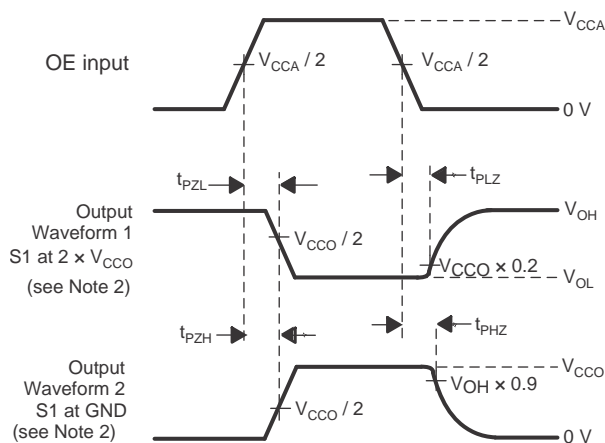 V_CCA
OE input
V_CCA / 2
V_CCA / 2
0 V
t_PZL
t_PLZ
Output
Waveform 1
S1 at 2 × V_CCO
(see Note 2)
V_OH
V_CCO / 2
V_CCO × 0.2
V_OL
t_PZH
t_PHZ
Output
Waveform 2
S1 at GND
(see Note 2)
V_CCO
V_OH × 0.9
V_CCO / 2
0 V